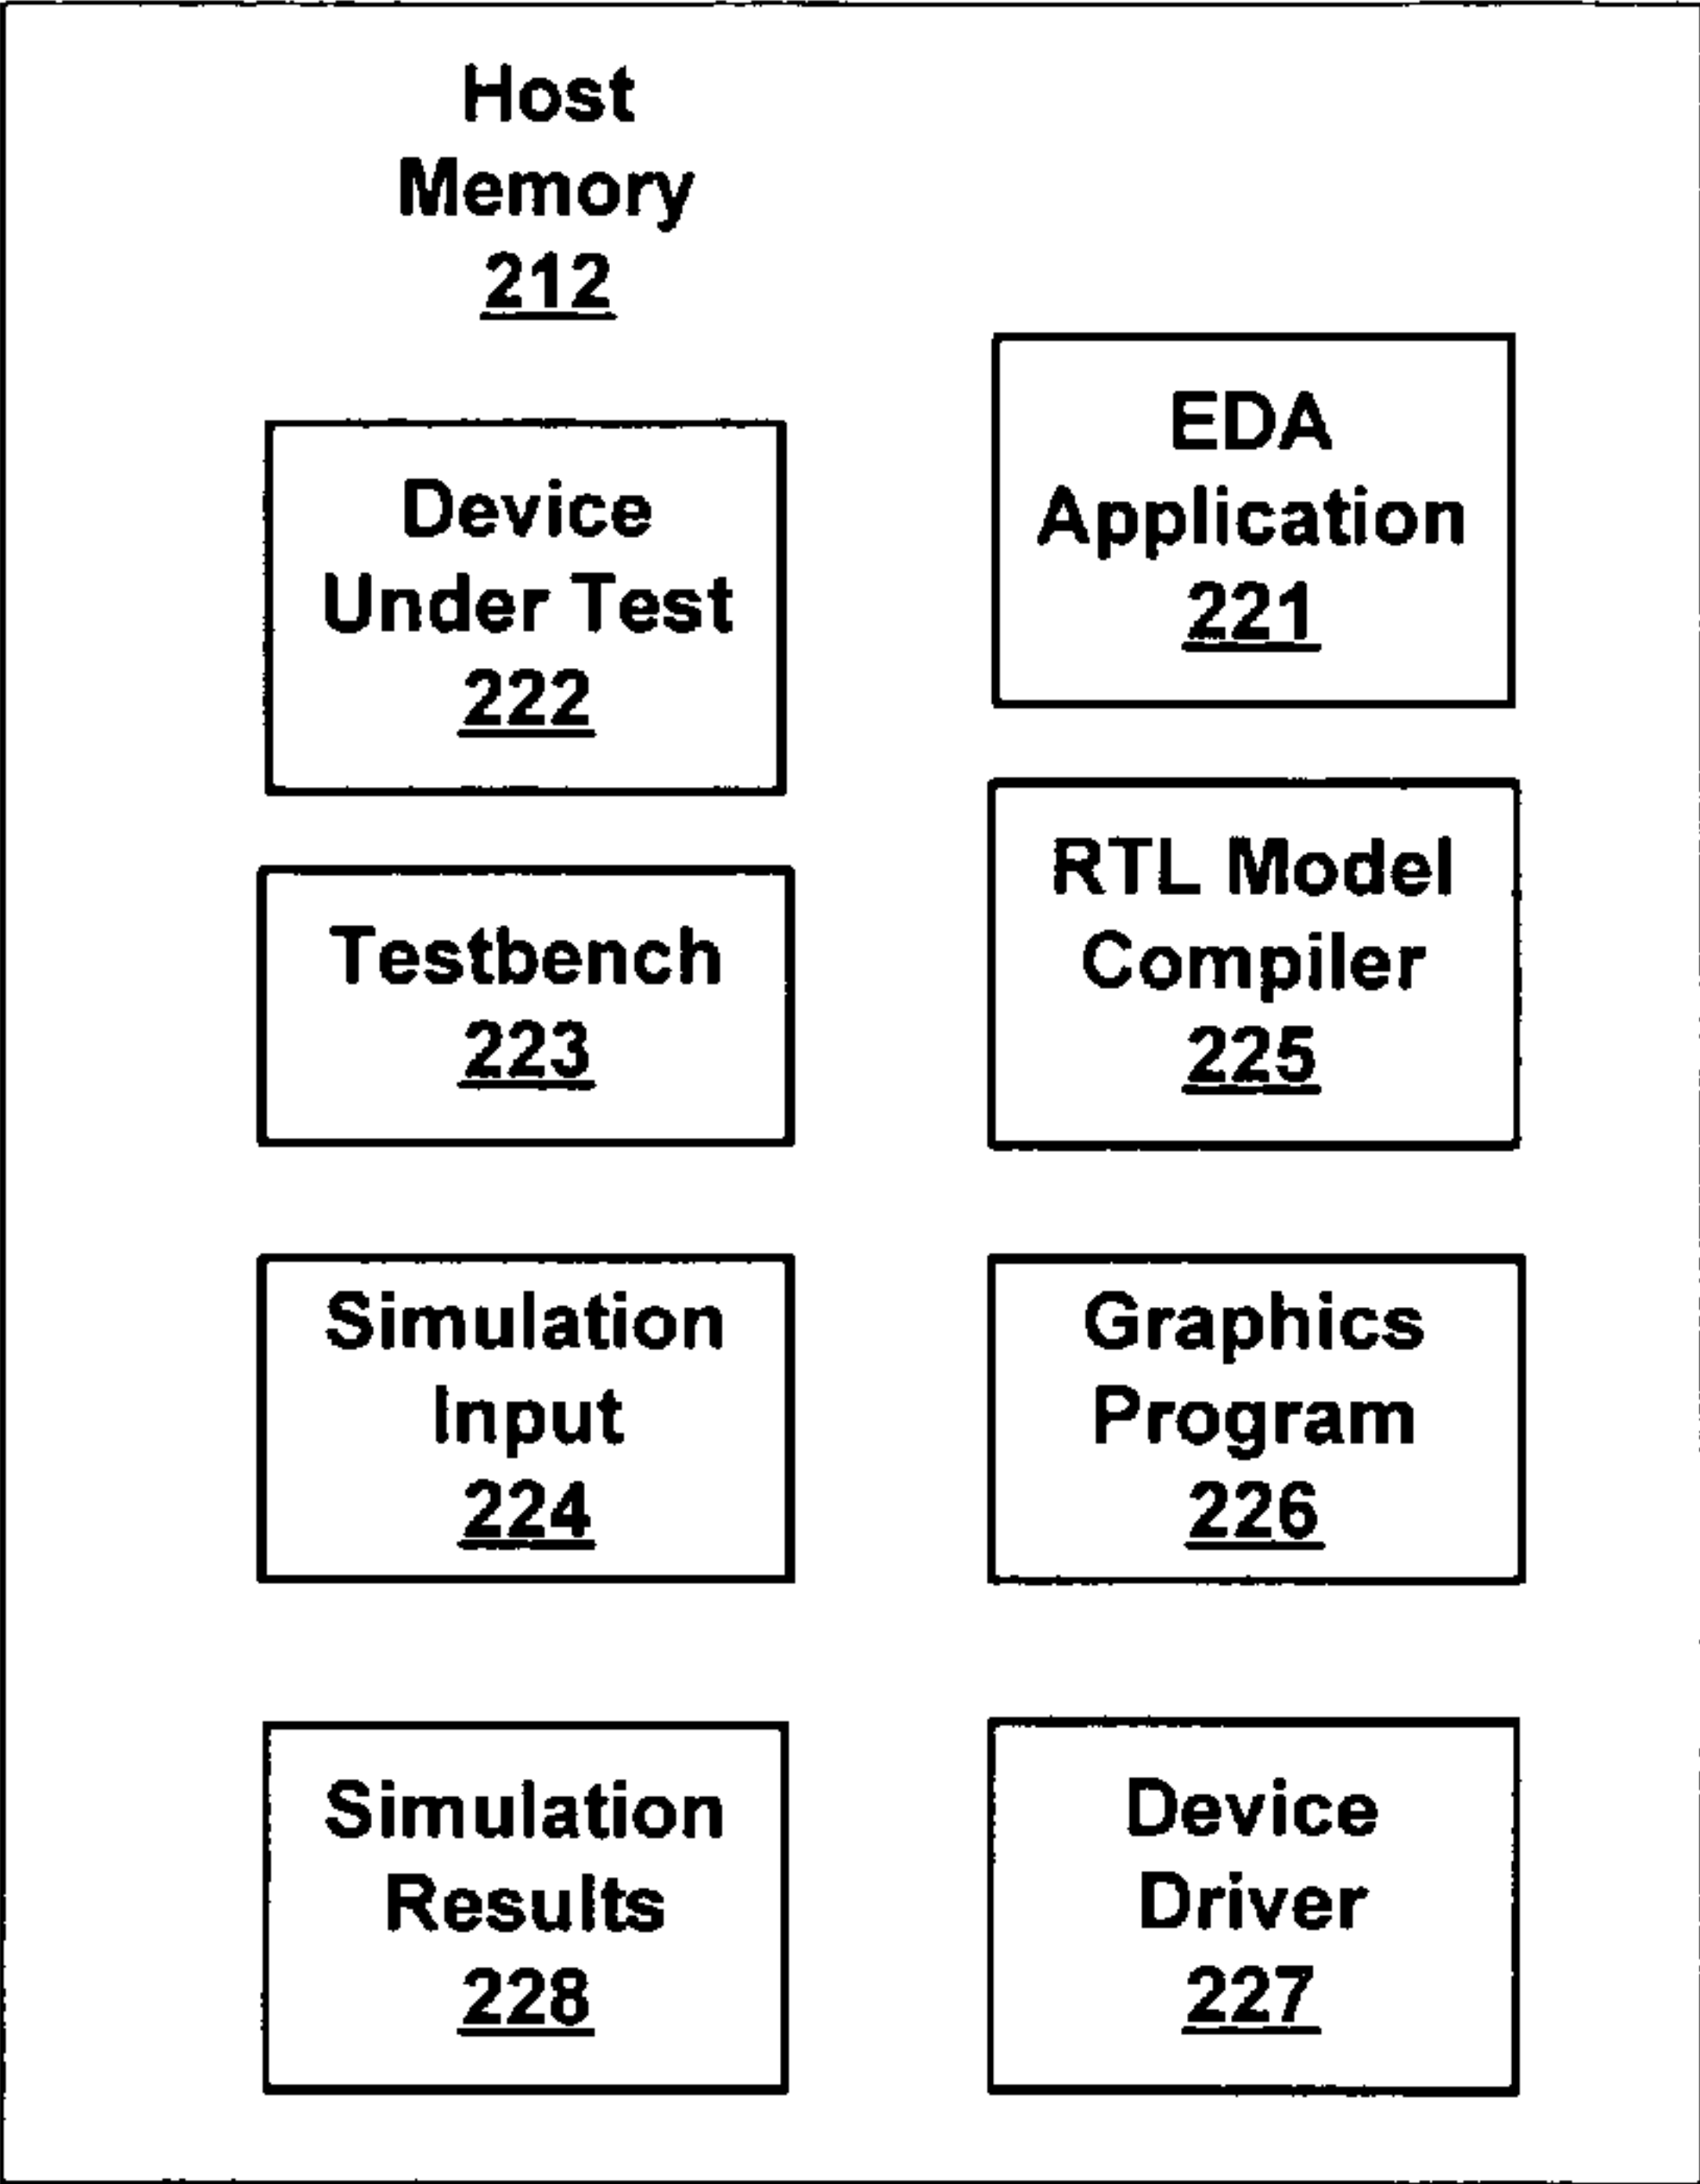 Host
Memory
212
EDA
Application
221
Device
Under Test
222
RTL Model
Compiler
225
Testbench
223
Simulation
Input
224
Graphics
Program
226
Simulation
Results
228
Device
Driver
227